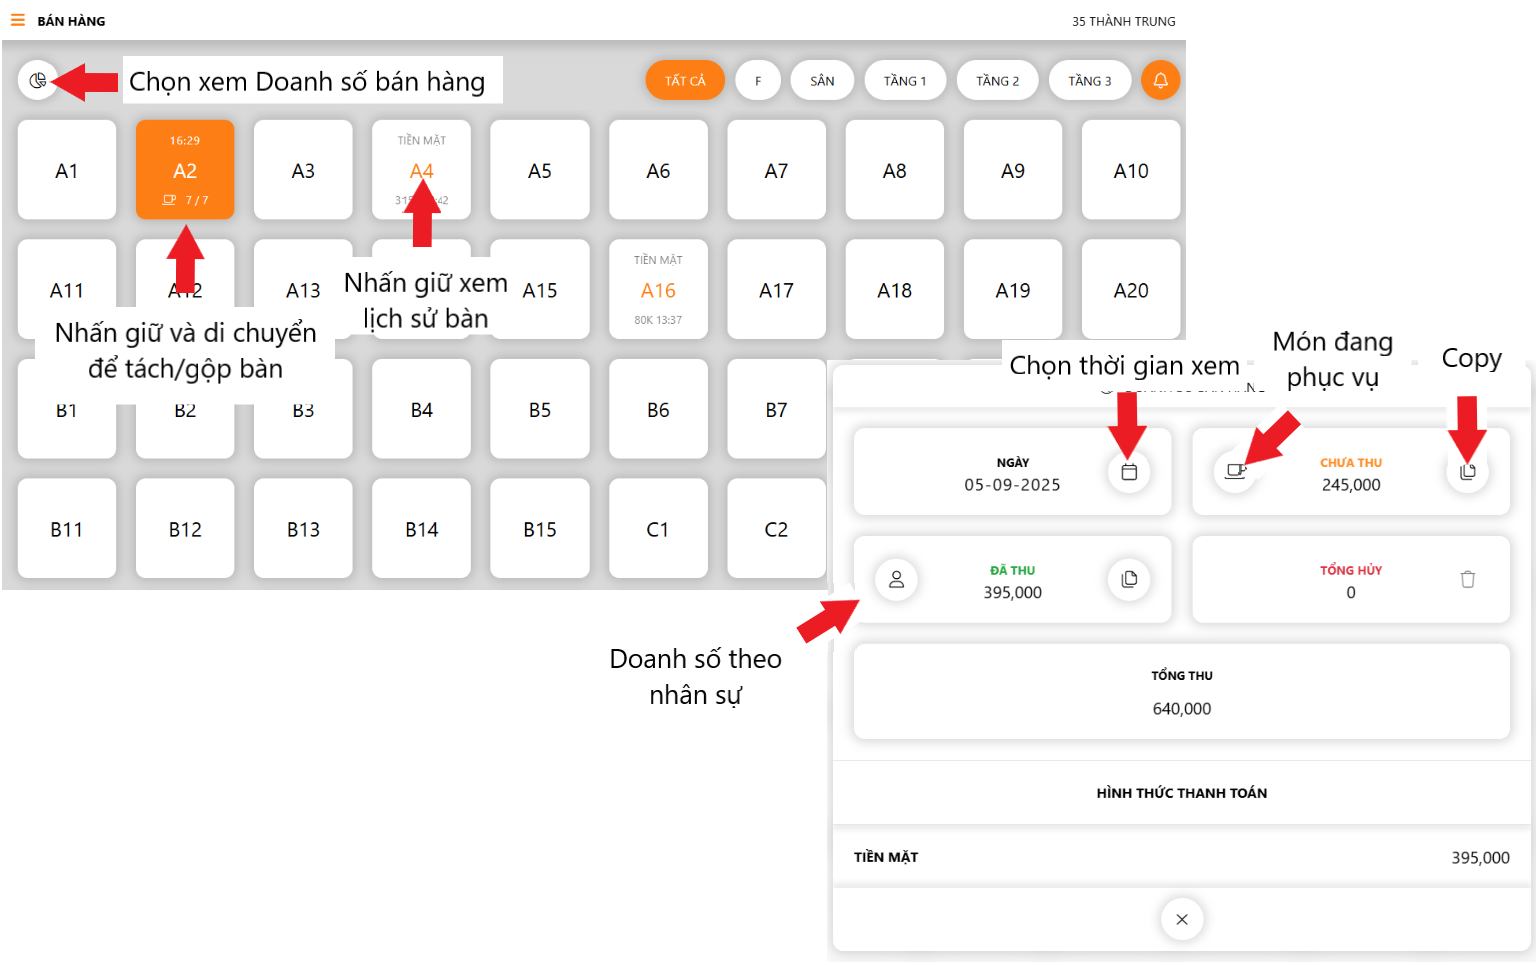 BÁN HÀNG
35 THÀNH TRUNG
Chọn xem Doanh số bán hàng
TẤT CẢ
F
SÂN
TẦNG 1
TẦNG 2
TẦNG 3
A1
16:29
A2
7 / 7
A3
TIỀN MẶT
A4
A5
A6
A7
A8
A9
A10
A11
A12
A13
Nhấn giữ xem
lịch sử bàn
A15
TIỀN MẶT
A16
80K 13:37
A17
A18
A19
A20
Nhấn giữ và di chuyển
để tách/gộp bàn
B1
B2
B3
B4
B5
B6
B7
B11
B12
B13
B14
B15
C1
C2
Chọn thời gian xem
Món đang
phục vụ
Copy
NGÀY
05-09-2025
CHƯA THU
245,000
ĐÃ THU
395,000
TỔNG HỦY
0
Doanh số theo
nhân sự
TỔNG THU
640,000
HÌNH THỨC THANH TOÁN
TIỀN MẶT
395,000